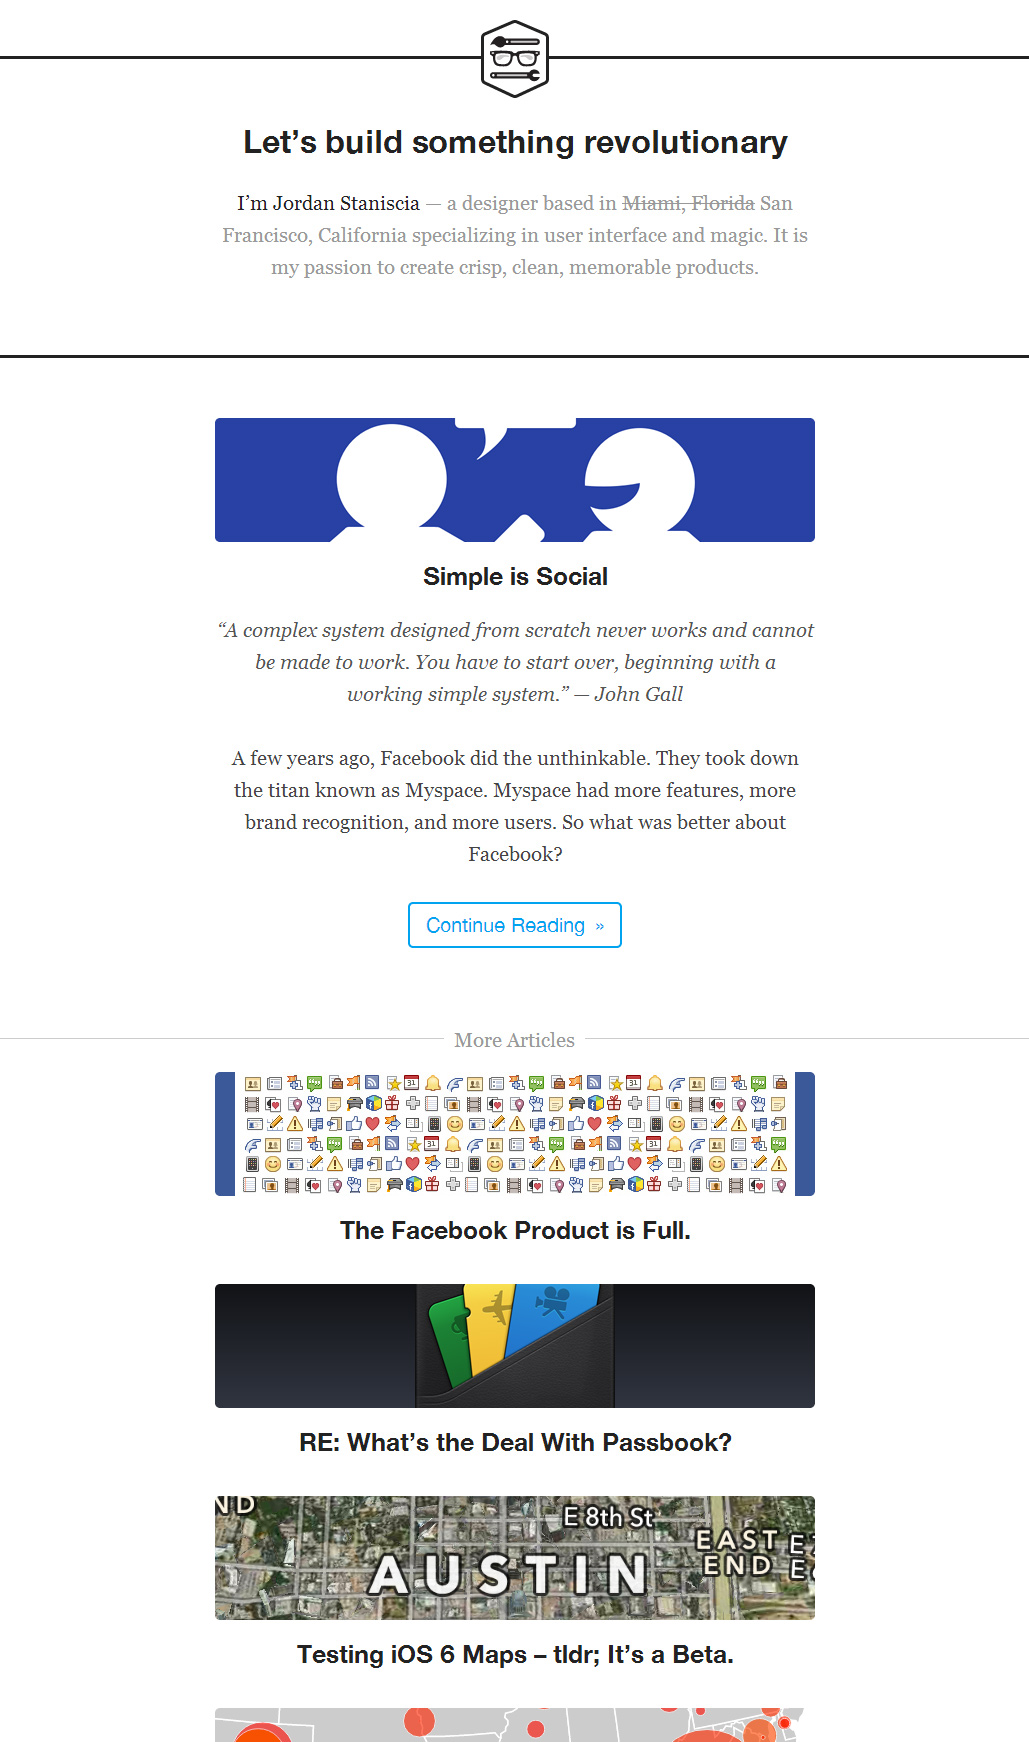 Let’s build something revolutionary
I’m Jordan Staniscia — a designer based in Miami, Florida San
Francisco, California specializing in user interface and magic. It is
my passion to create crisp, clean, memorable products.
Simple is Social
“A complex system designed from scratch never works and cannot
be made to work. You have to start over, beginning with a
working simple system.” — John Gall
A few years ago, Facebook did the unthinkable. They took down
the titan known as Myspace. Myspace had more features, more
brand recognition, and more users. So what was better about
Facebook?
Continue Reading »
More Articles
The Facebook Product is Full.
RE: What’s the Deal With Passbook?
ND
E 8th St
EAST
END
AUSTIN
Testing iOS 6 Maps – tldr; It’s a Beta.